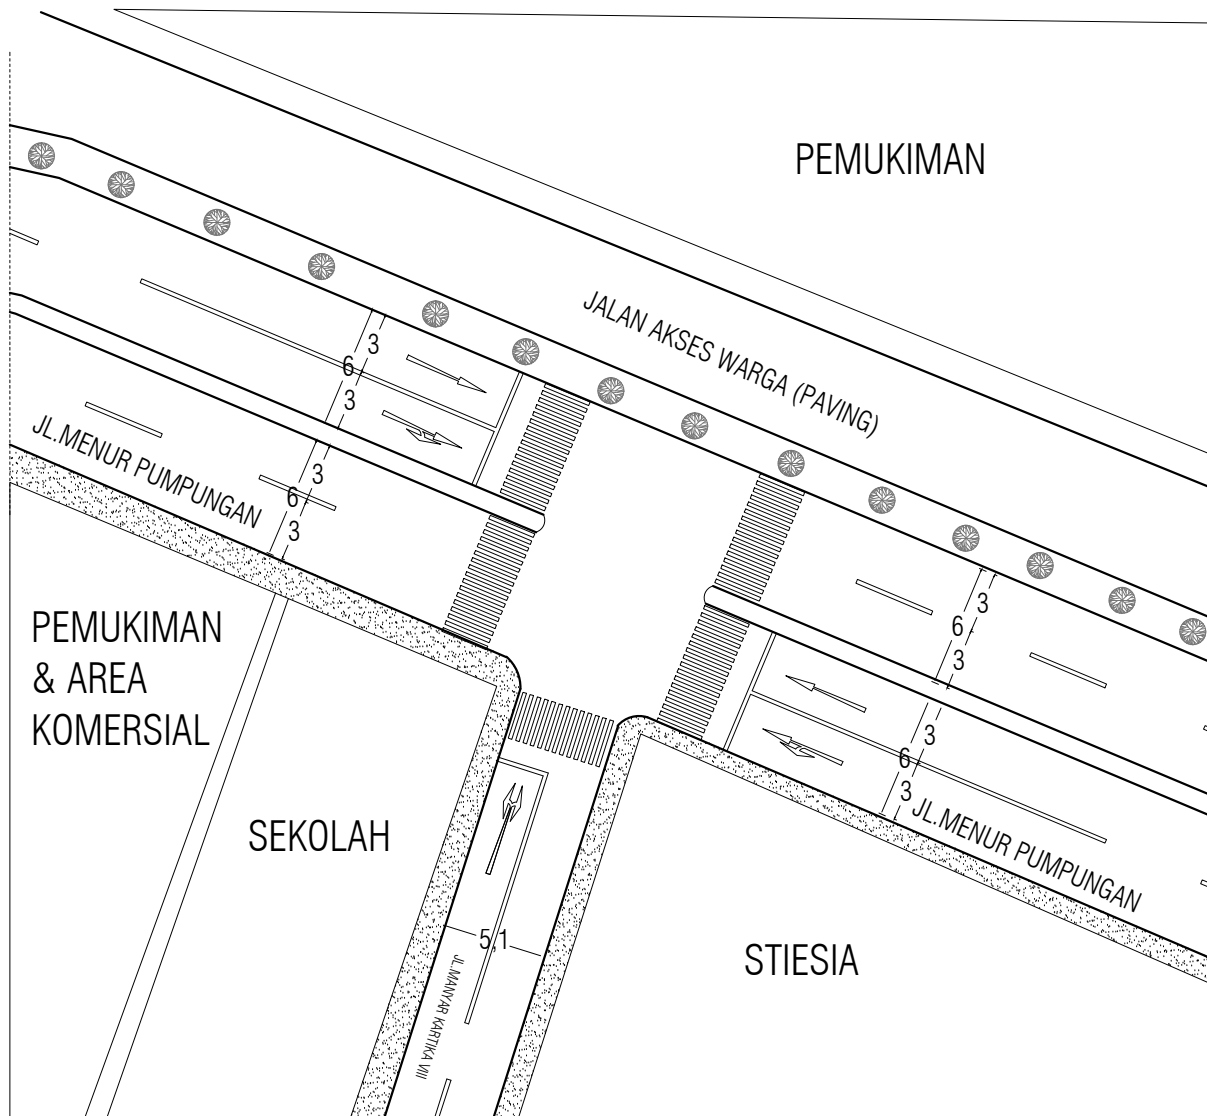 PEMUKIMAN
JALAN AKSES WARGA (PAVING)
3
6
3
JL.MENUR PUMPUNGAN
3
6
3
PEMUKIMAN
& AREA
KOMERSIAL
3
6
3
3
6
3
JL.MENUR PUMPUNGAN
SEKOLAH
5,1
JL.MANYAR KARTIKA VIII
STIESIA